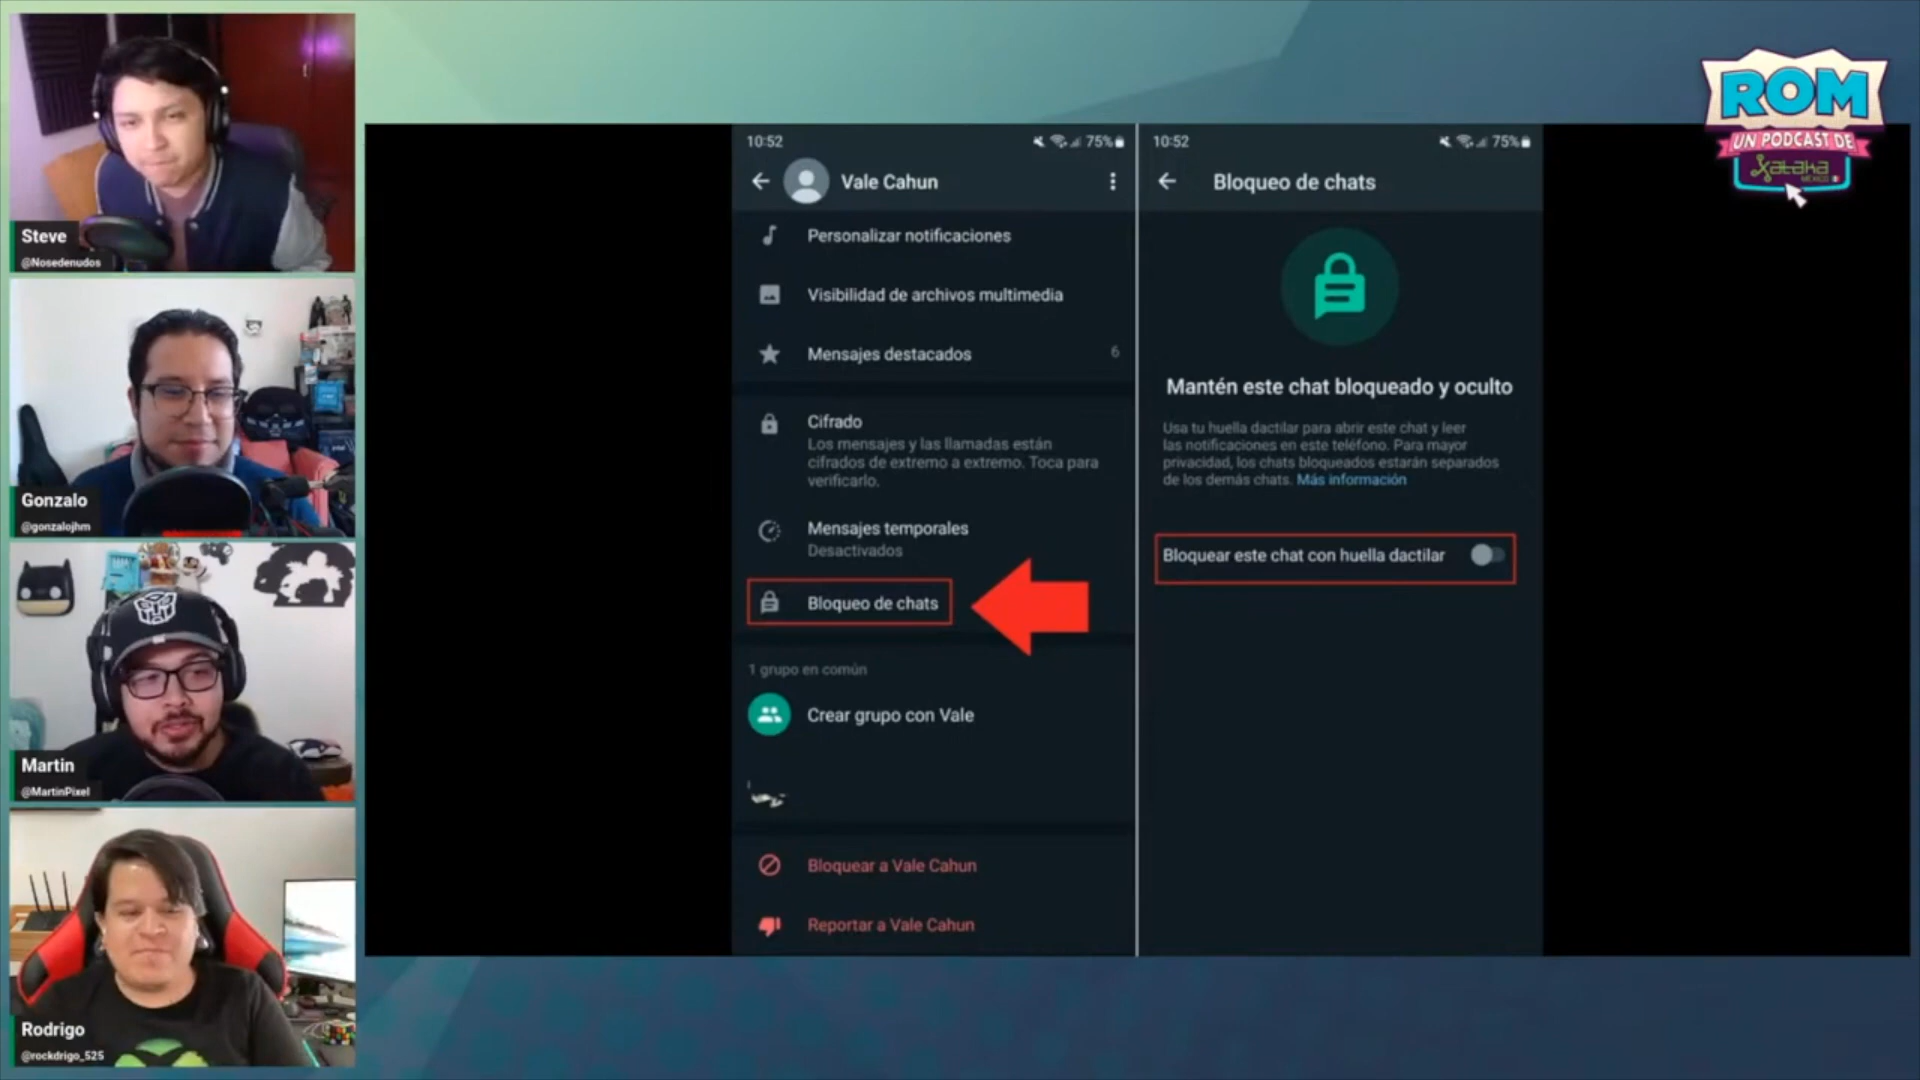 Steve
@Nosedenudos
Gonzalo
@gonzalojhm
Martin
@MartinPixel
Rodrigo
@rockdrigo_525
10:52
75%
Vale Cahun
Personalizar notificaciones
Visibilidad de archivos multimedia
Mensajes destacados
6
Cifrado
Los mensajes y las llamadas están
cifrados de extremo a extremo. Toca para
verificarlo.
Mensajes temporales
Desactivados
Bloqueo de chats
1 grupo en común
Crear grupo con Vale
Bloquear a Vale Cahun
Reportar a Vale Cahun
10:52
75%
Bloqueo de chats
Mantén este chat bloqueado y oculto
Usa tu huella dactilar para abrir este chat y leer
las notificaciones en este teléfono. Para mayor
privacidad, los chats bloqueados estarán separados
de los demás chats. Más información
Bloquear este chat con huella dactilar
ROM
UN PODCAST DE
Xataka
MÉXICO